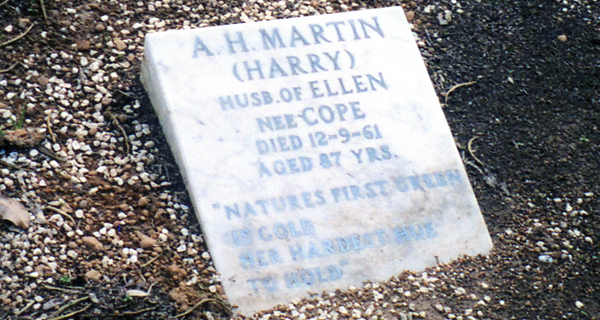 A.H. MARTIN
(HARRY)
HUSB. OF ELLEN
NEE-COPE
DIED 12-9-61
AGED 87 YRS.
"NATURES FIRST GREEN
IS GOLD
HER HARDEST HUE
TO HOLD"